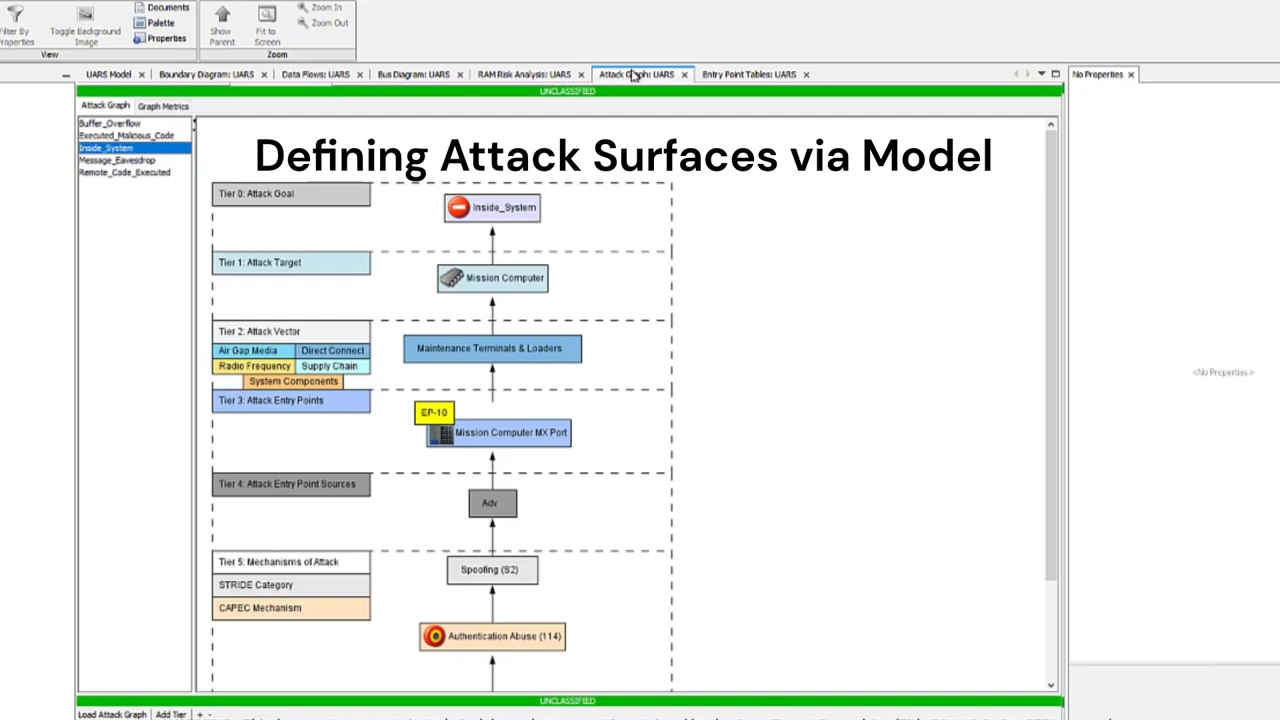 Documents
Palette
Properties
Filter By
Properties
Toggle Background
Image
View
Show
Parent
Fit to
Screen
Zoom In
Zoom Out
Zoom
UARS Model
Boundary Diagram: UARS
Data Flows: UARS
Bus Diagram: UARS
RAM Risk Analysis: UARS
Attack Graph: UARS
Entry Point Tables: UARS
No Properties
UNCLASSIFIED
Attack Graph
Graph Metrics
Buffer_Overflow
Executed_Malicious_Code
Inside_System
Message_Eavesdrop
Remote_Code_Executed
Defining Attack Surfaces via Model
Tier 0: Attack Goal
Inside_System
Tier 1: Attack Target
Mission Computer
Tier 2: Attack Vector
Air Gap Media
Direct Connect
Radio Frequency
Supply Chain
System Components
Maintenance Terminals & Loaders
Tier 3: Attack Entry Points
EP-10
Mission Computer MX Port
Tier 4: Attack Entry Point Sources
Adv
Tier 5: Mechanisms of Attack
STRIDE Category
CAPEC Mechanism
Spoofing (S2)
Authentication Abuse (114)
<No Properties>
UNCLASSIFIED
Load Attack Graph
Add Tier
+ -